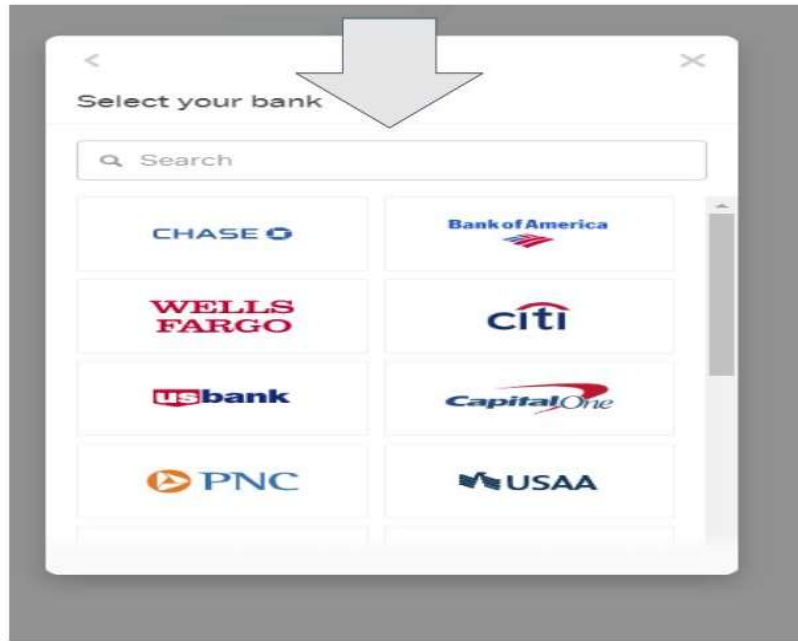 Select your bank
Search
CHASE
Bank of America
WELLS
FARGO
citi
usbank
Capital One
PNC
USAA